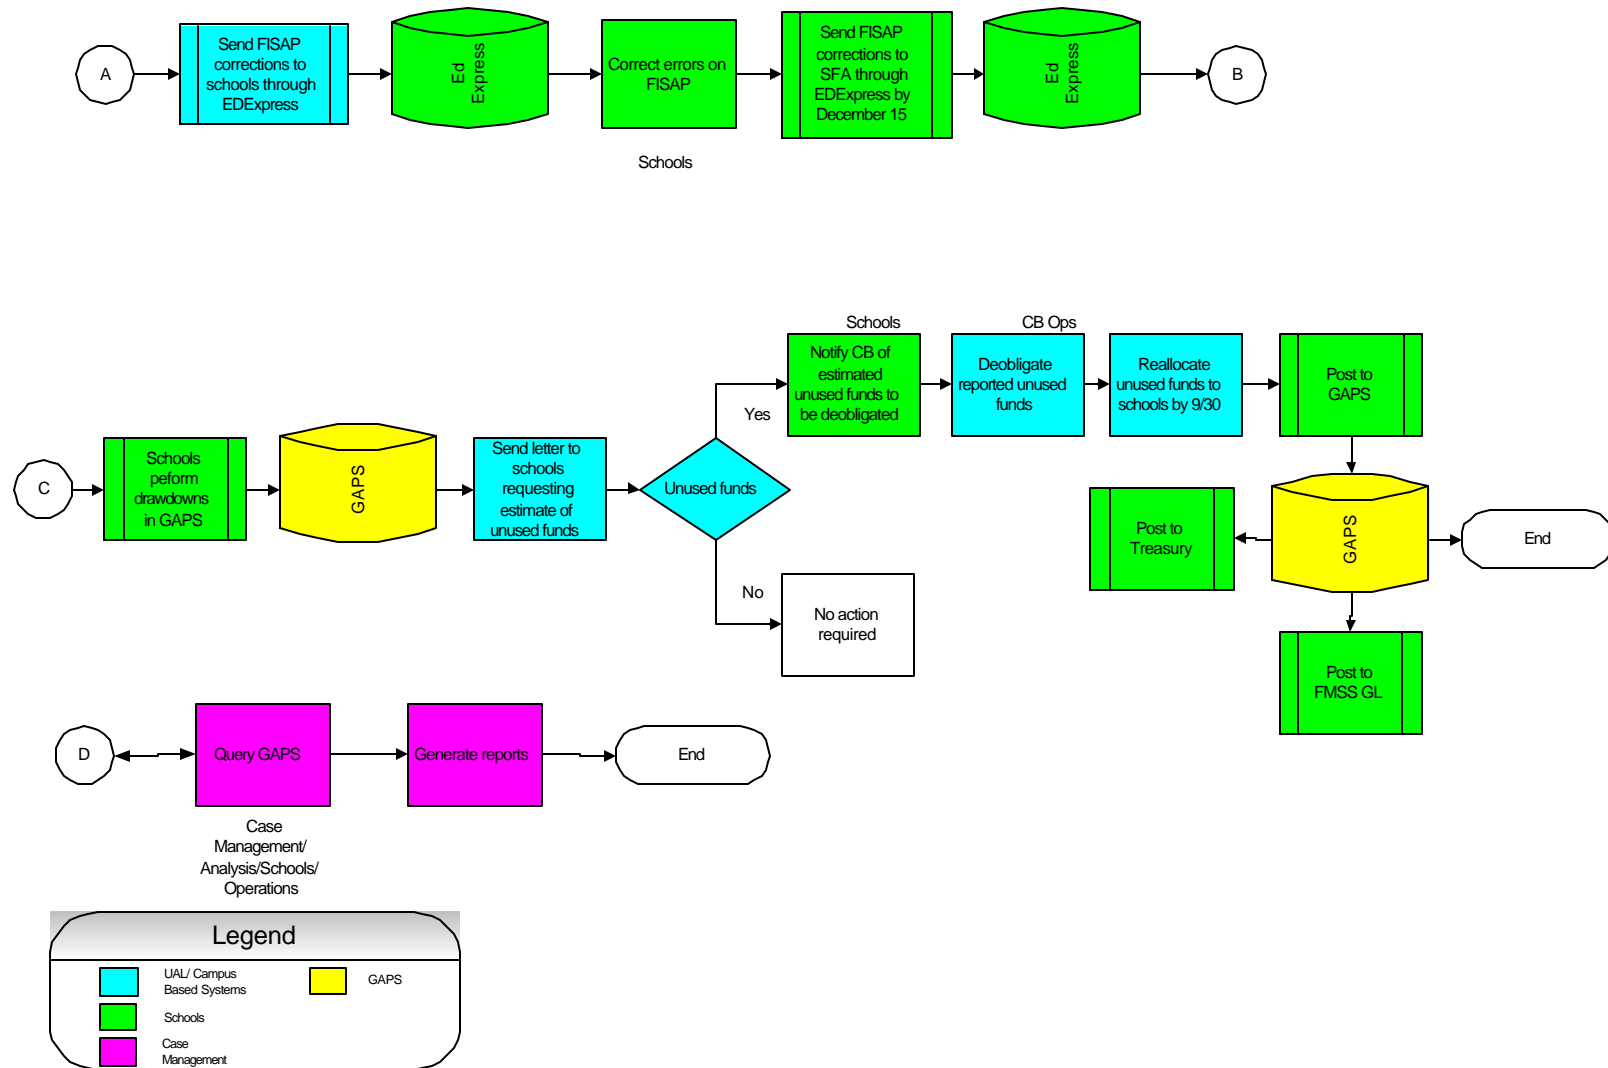 A
Send FISAP
corrections to
schools through
EDExpress
Ed
Express
Correct errors on
FISAP
Send FISAP
corrections to
SFA through
EDExpress by
December 15
Ed
Express
B
Schools
Schools
CB Ops
Notify CB of
estimated
unused funds to
be deobligated
Deobligate
reported unused
funds
Reallocate
unused funds to
schools by 9/30
Post to
GAPS
Yes
C
Schools
peform
drawdowns
in GAPS
GAPS
Send letter to
schools
requesting
estimate of
unused funds
Unused funds
Post to
Treasury
GAPS
End
No
No action
required
Post to
FMSS GL
D
Query GAPS
Generate reports
End
Case
Management/
Analysis/Schools/
Operations
Legend
UAL/ Campus
Based Systems
GAPS
Schools
Case
Management